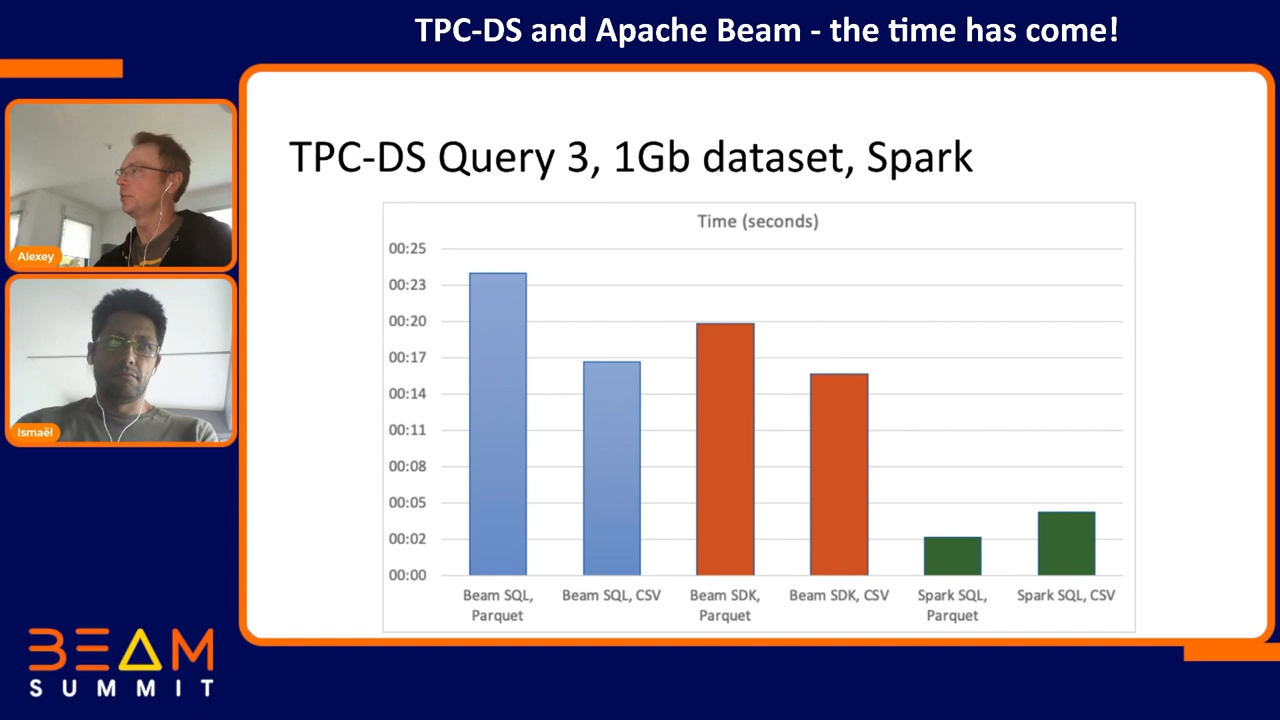 TPC-DS and Apache Beam - the time has come!
Alexey
Ismaël
TPC-DS Query 3, 1Gb dataset, Spark
Time (seconds)
00:25
00:23
00:20
00:17
00:14
00:11
00:08
00:05
00:02
00:00
Beam SQL,
Parquet
Beam SQL, CSV
Beam SDK,
Parquet
Beam SDK, CSV
Spark SQL,
Parquet
Spark SQL, CSV
BEAM
SUMMIT